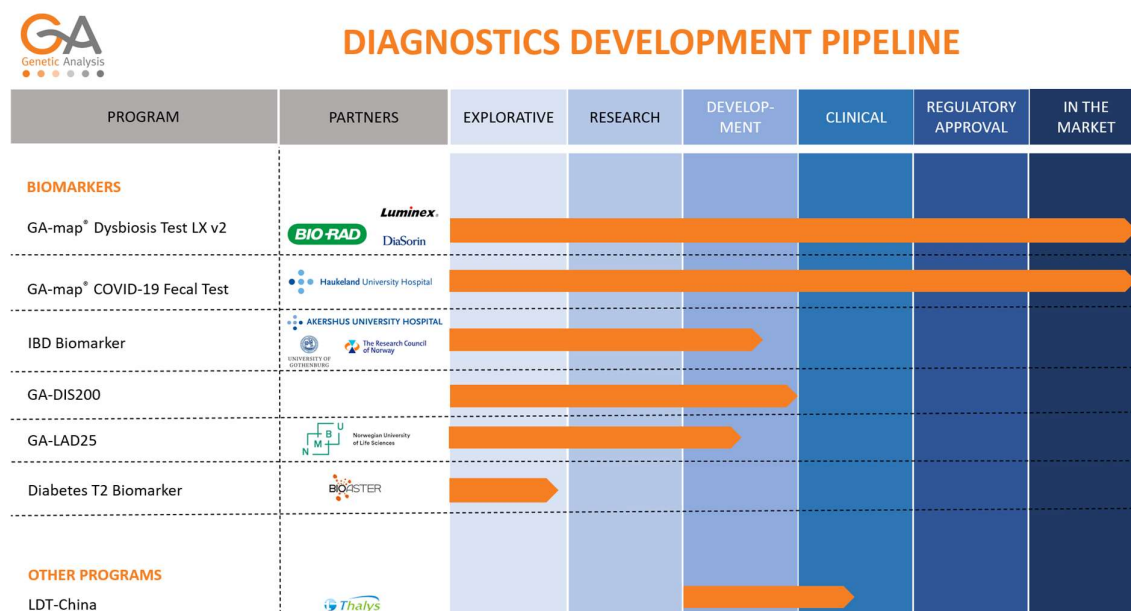 GA
Genetic Analysis
DIAGNOSTICS DEVELOPMENT PIPELINE
PROGRAM
PARTNERS
EXPLORATIVE
RESEARCH
DEVELOP-
MENT
CLINICAL
REGULATORY
APPROVAL
IN THE
MARKET
BIOMARKERS
GA-map® Dysbiosis Test LX v2
BIO-RAD
Luminex®
DiaSorin
GA-map® COVID-19 Fecal Test
Haukeland University Hospital
IBD Biomarker
AKERSHUS UNIVERSITY HOSPITAL
UNIVERSITY OF
GOTHENBURG
The Research Council
of Norway
GA-DIS200
GA-LAD25
N M B U
Norwegian University
of Life Sciences
Diabetes T2 Biomarker
BIOASTER
OTHER PROGRAMS
LDT-China
Thalys